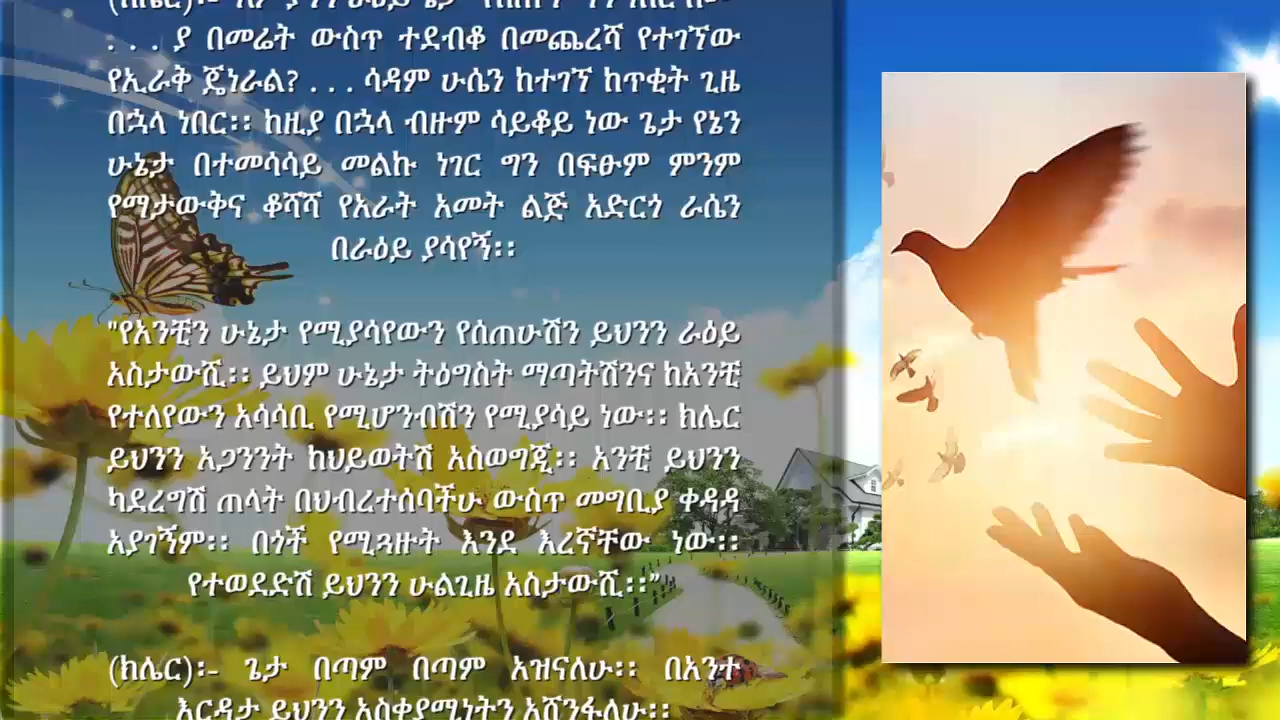 (ክሌር)፡-
. . . ያ በመሬት ውስጥ ተደብቆ በመጨረሻ የተገኘው
የኢራቅ ጄነራል? . . . ሳዳም ሁሴን ከተገኘ ከጥቂት ጊዜ
በኋላ ነበር፡፡ ከዚያ በኋላ ብዙም ሳይቆይ ነው ጌታ የኔን
ሁኔታ በተመሳሳይ መልኩ ነገር ግን በፍፁም ምንም
የማታውቅና ቆሻሻ የአራት አመት ልጅ አድርጎ ራሴን
በራዕይ ያሳየኝ፡፡
"የአንቺን ሁኔታ የሚያሳየውን የሰጠሁሽን ይህንን ራዕይ
አስታውሺ፡፡ ይህም ሁኔታ ትዕግስት ማጣትሽንና ከአንቺ
የተለየውን አሳሳቢ የሚሆንብሽን የሚያሳይ ነው፡፡ ክሌር
ይህንን አጋንንት ከህይወትሽ አስወግጂ፡፡ አንቺ ይህንን
ካደረግሽ ጠላት በህብረተሰባችሁ ውስጥ መግቢያ ቀዳዳ
አያገኝም፡፡ በጎች የሚጓዙት እንደ እረኛቸው ነው፡፡
የተወደድሽ ይህንን ሁልጊዜ አስታውሺ፡፡”
(ክሌር)፡- ጌታ በጣም በጣም አዝናለሁ፡፡ በአንተ
እርዳታ ይህንን አስቀያሚነትን አሸንፋለሁ፡፡